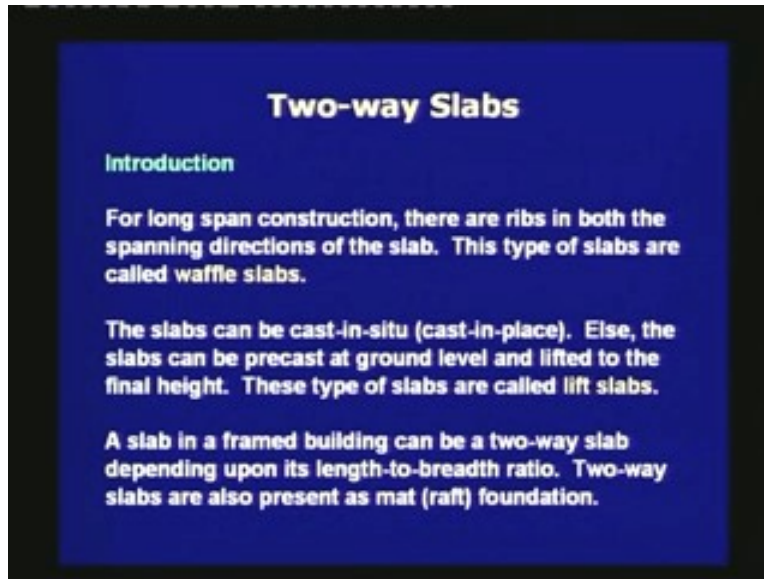 Two-way Slabs
Introduction
For long span construction, there are ribs in both the
spanning directions of the slab. This type of slabs are
called waffle slabs.
The slabs can be cast-in-situ (cast-in-place). Else, the
slabs can be precast at ground level and lifted to the
final height. These type of slabs are called lift slabs.
A slab in a framed building can be a two-way slab
depending upon its length-to-breadth ratio. Two-way
slabs are also present as mat (raft) foundation.